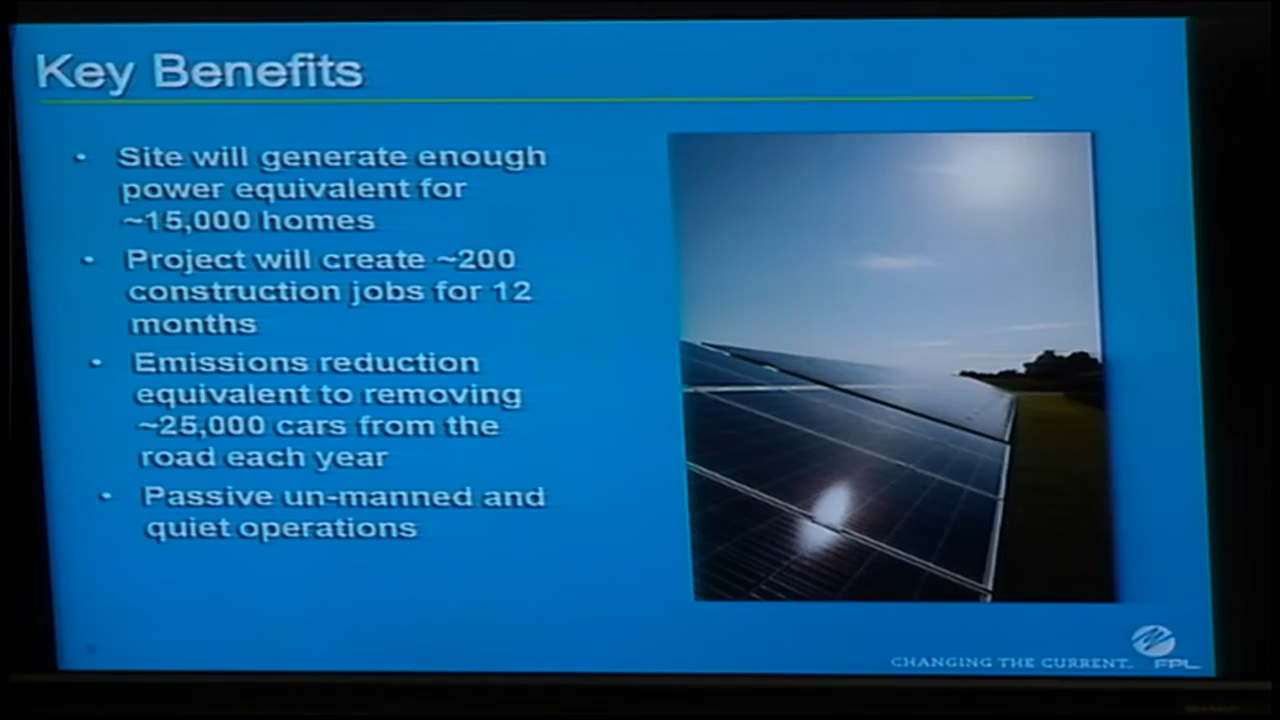 Key Benefits
• Site will generate enough
power equivalent for
~15,000 homes
• Project will create ~200
construction jobs for 12
months
• Emissions reduction
equivalent to removing
~25,000 cars from the
road each year
• Passive un-manned and
quiet operations
CHANGING THE CURRENT.
FPL